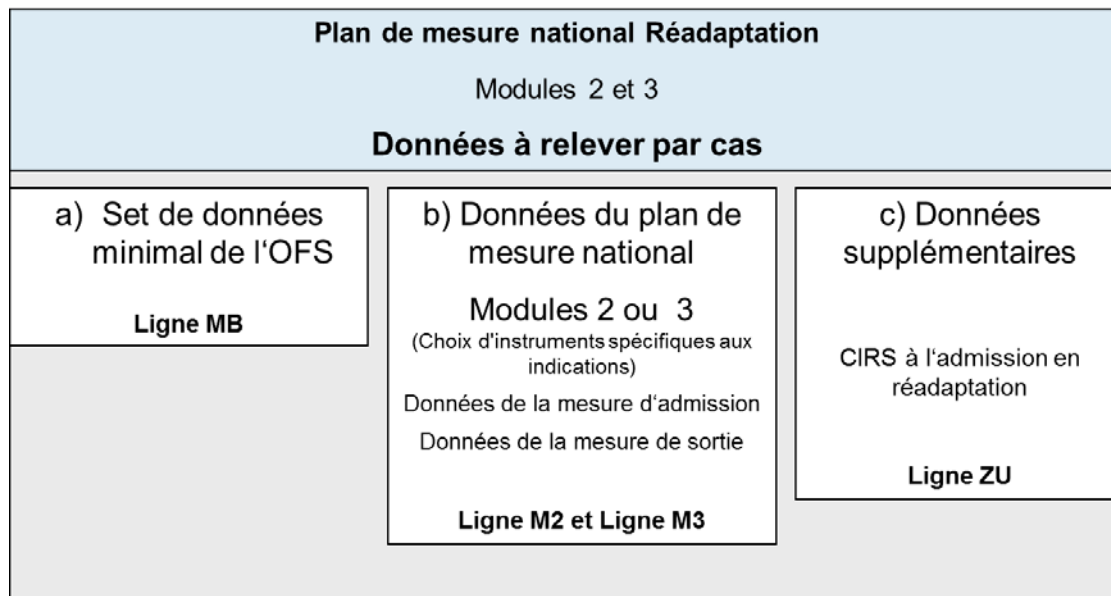 Plan de mesure national Réadaptation
Modules 2 et 3
Données à relever par cas
a) Set de données
minimal de l‘OFS
Ligne MB
b) Données du plan de
mesure national
Modules 2 ou 3
(Choix d'instruments spécifiques aux
indications)
Données de la mesure d‘admission
Données de la mesure de sortie
Ligne M2 et Ligne M3
c) Données
supplémentaires
CIRS à l‘admission en
réadaptation
Ligne ZU